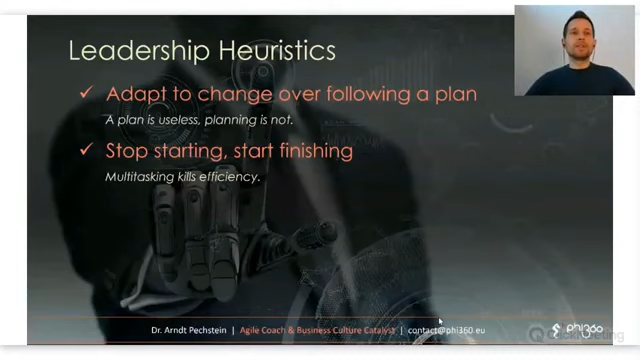 Leadership Heuristics
✓ Adapt to change over following a plan
A plan is useless, planning is not.
✓ Stop starting, start finishing
Multitasking kills efficiency.
Dr. Arndt Pechstein | Agile Coach & Business Culture Catalyst | contact@phi360.eu
phi360